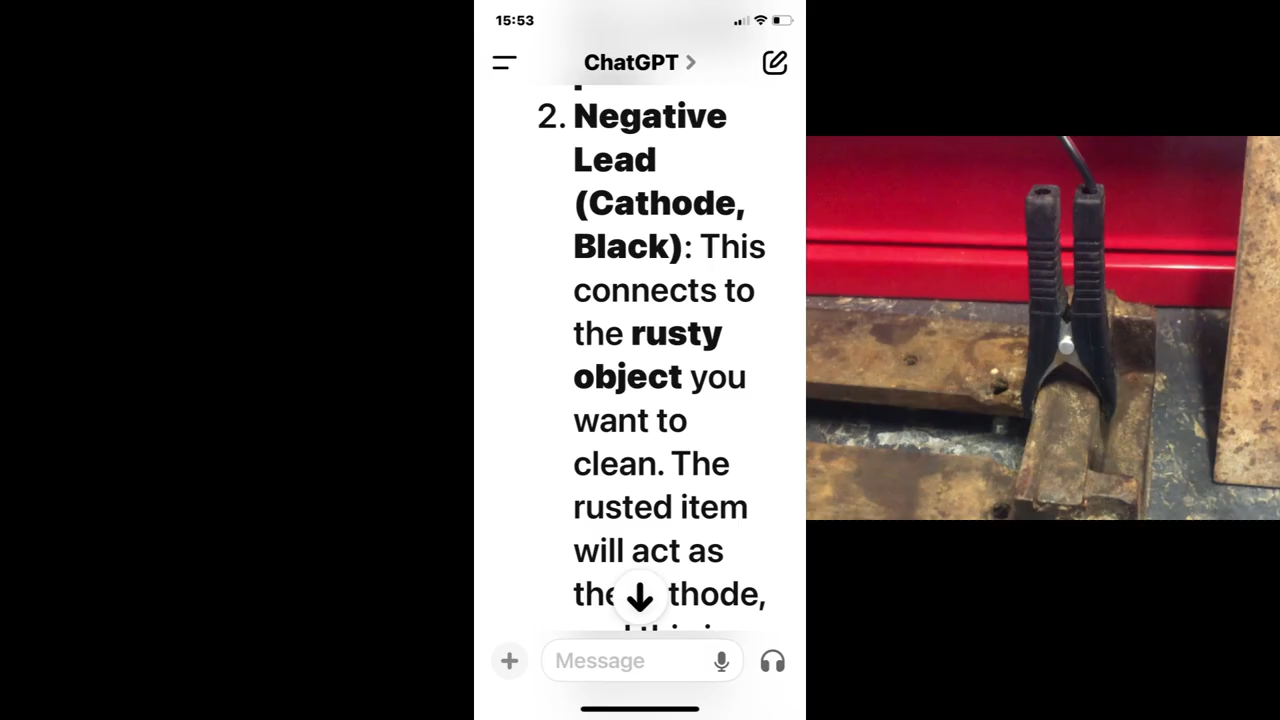 15:53
ChatGPT >
2. Negative
Lead
(Cathode,
Black): This
connects to
the rusty
object you
want to
clean. The
rusted item
will act as
thode,
Message